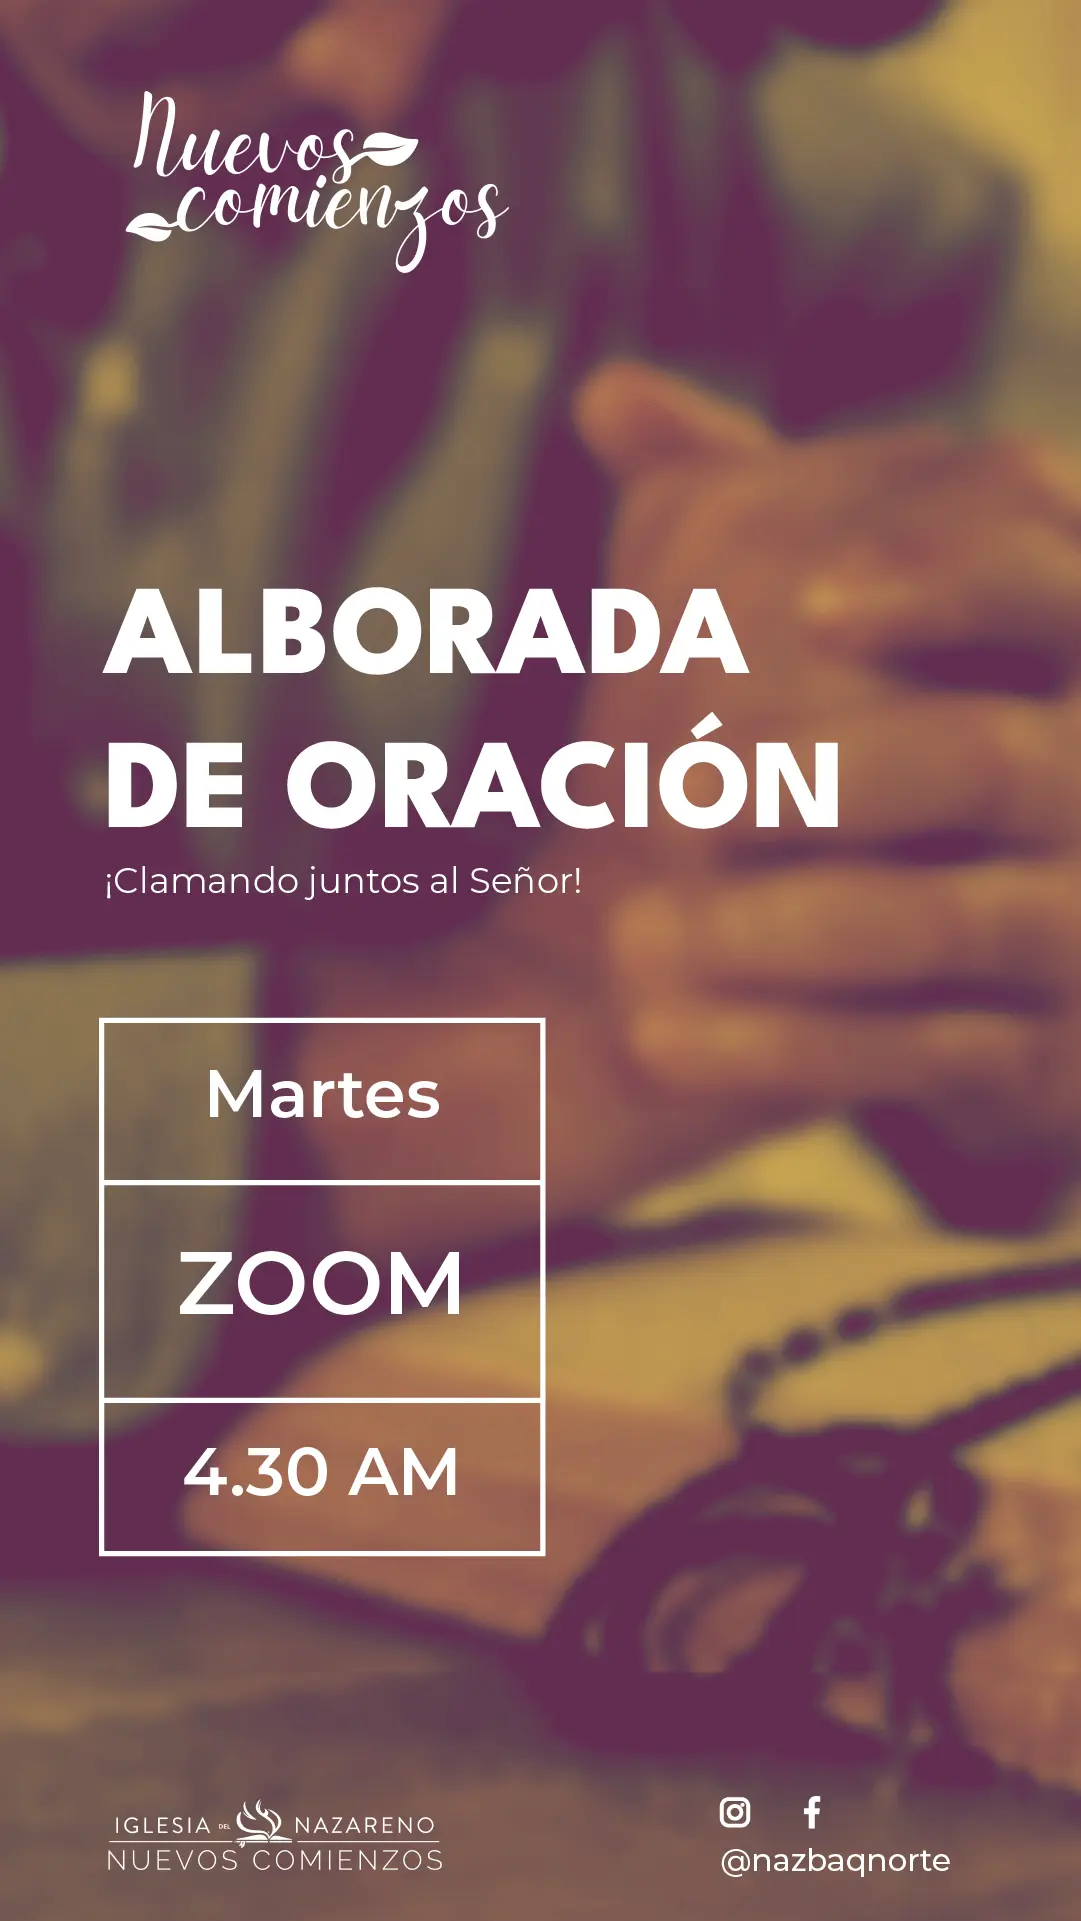 Nuevos
comienzos
ALBORADA
DE ORACIÓN
¡Clamando juntos al Señor!
Martes
ZOOM
4.30 AM
IGLESIA DEL NAZARENO
NUEVOS COMIENZOS
@nazbaqnorte